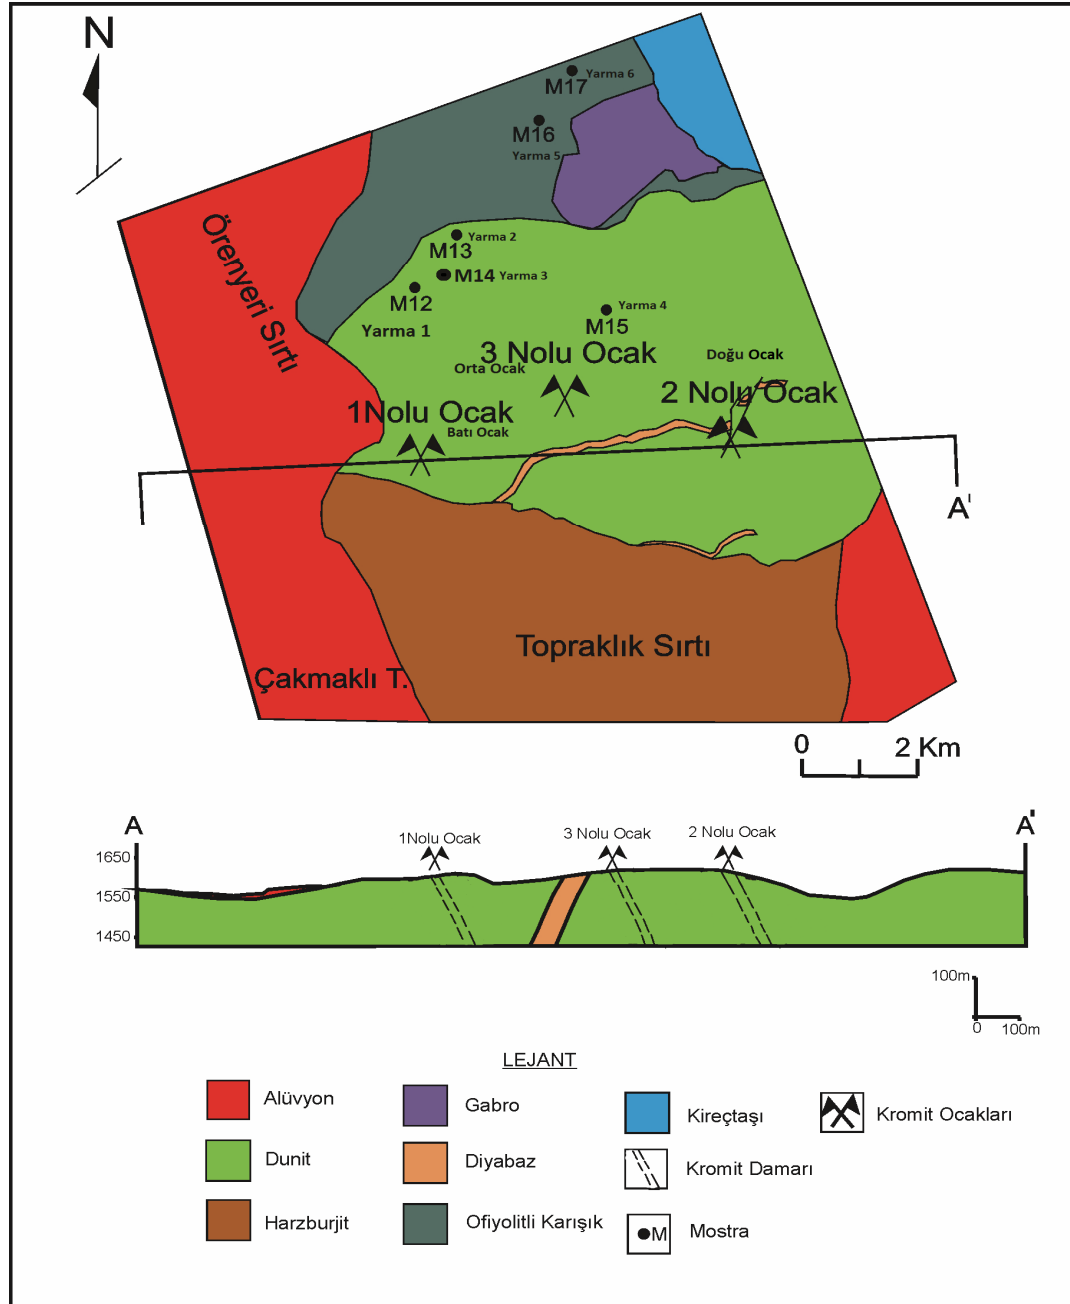 N
M17 Yarma 6
M16
Yarma 5
Örenyeri Sırtı
M13 Yarma 2
M14 Yarma 3
M12
Yarma 1
Yarma 4
M15
3 Nolu Ocak
Orta Ocak
Doğu Ocak
2 Nolu Ocak
1Nolu Ocak
Batı Ocak
A'
Topraklık Sırtı
Çakmaklı T.
0 2 Km
A A'
1Nolu Ocak 3 Nolu Ocak 2 Nolu Ocak
1650
1550
1450
100m
0 100m
LEJANT
Alüvyon
Gabro
Kireçtaşı
Kromit Ocakları
Dunit
Diyabaz
Kromit Damarı
Harzburjit
Ofiyolitli Karışık
M
Mostra